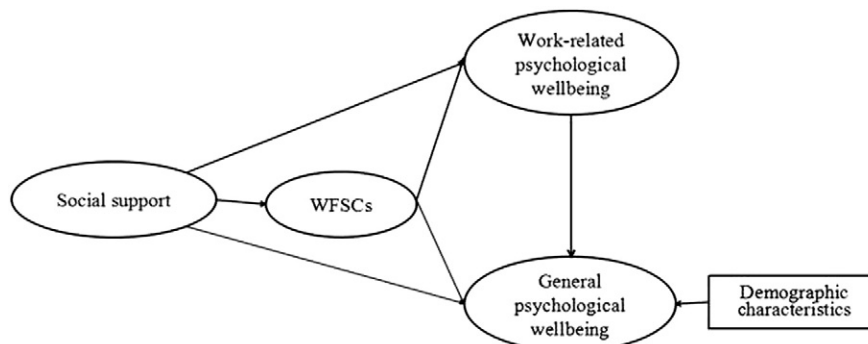 Work-related
psychological
wellbeing
Social support
WFSCs
General
psychological
wellbeing
Demographic
characteristics